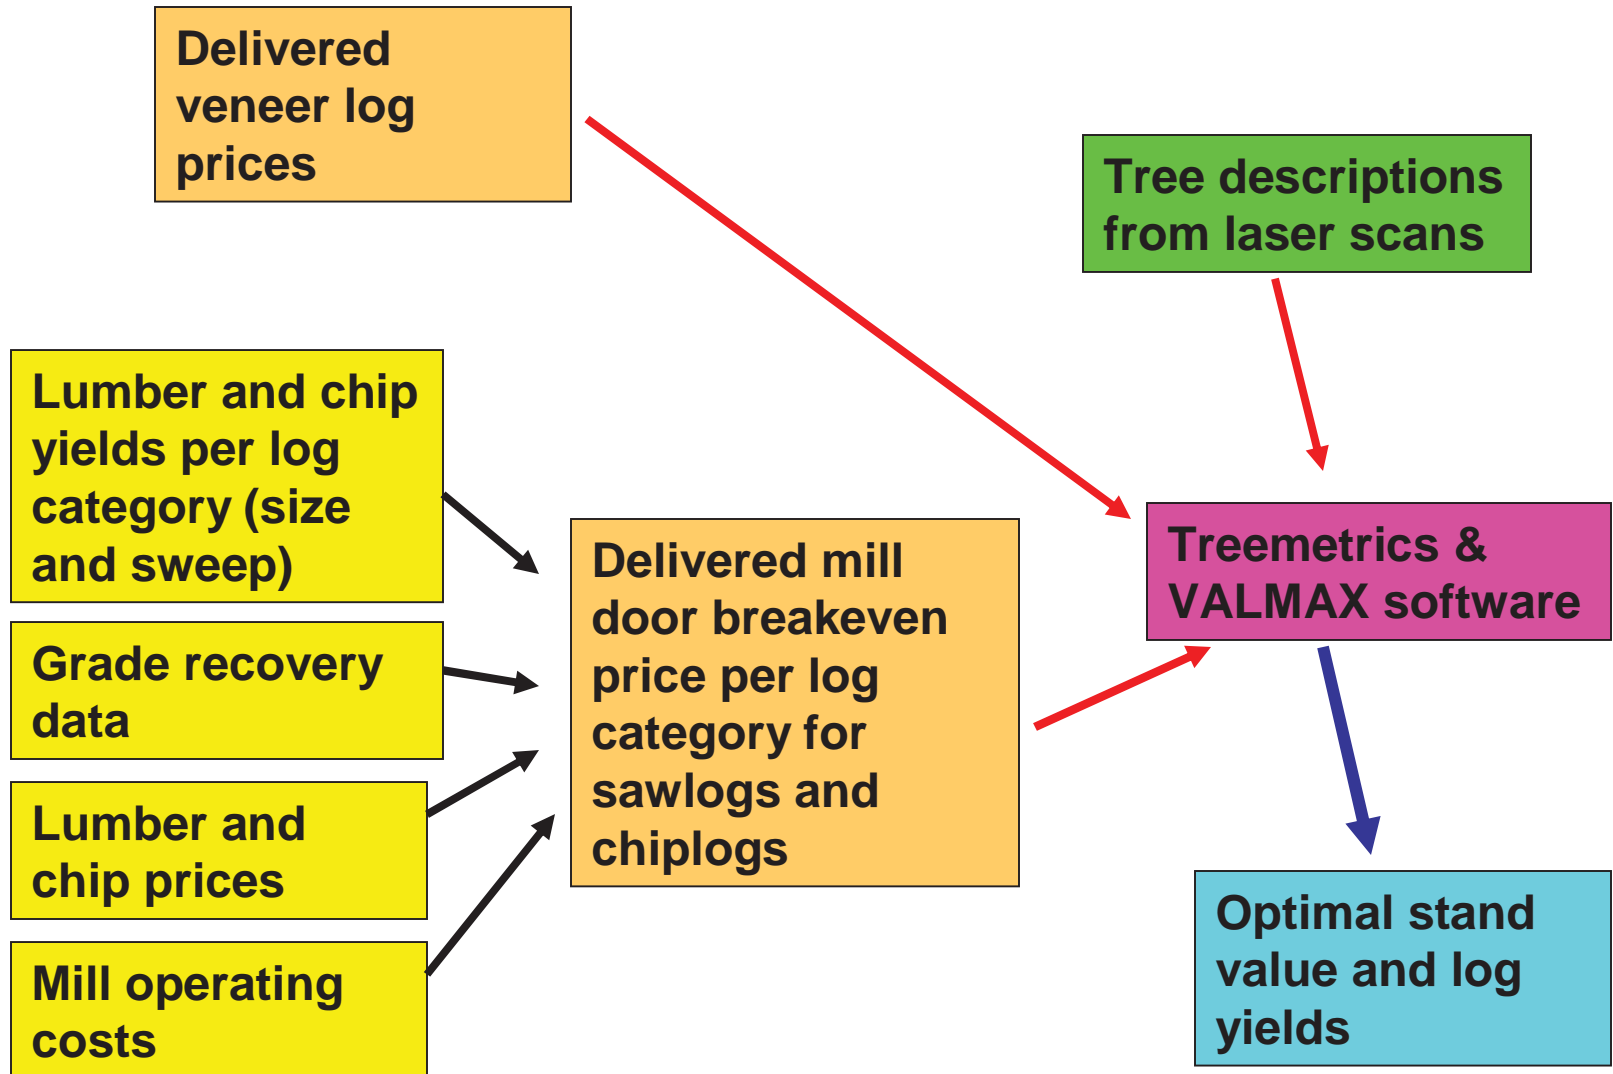 Delivered
veneer log
prices
Tree descriptions
from laser scans
Lumber and chip
yields per log
category (size
and sweep)
Grade recovery
data
Lumber and
chip prices
Mill operating
costs
Delivered mill
door breakeven
price per log
category for
sawlogs and
chiplogs
Treemetrics &
VALMAX software
Optimal stand
value and log
yields